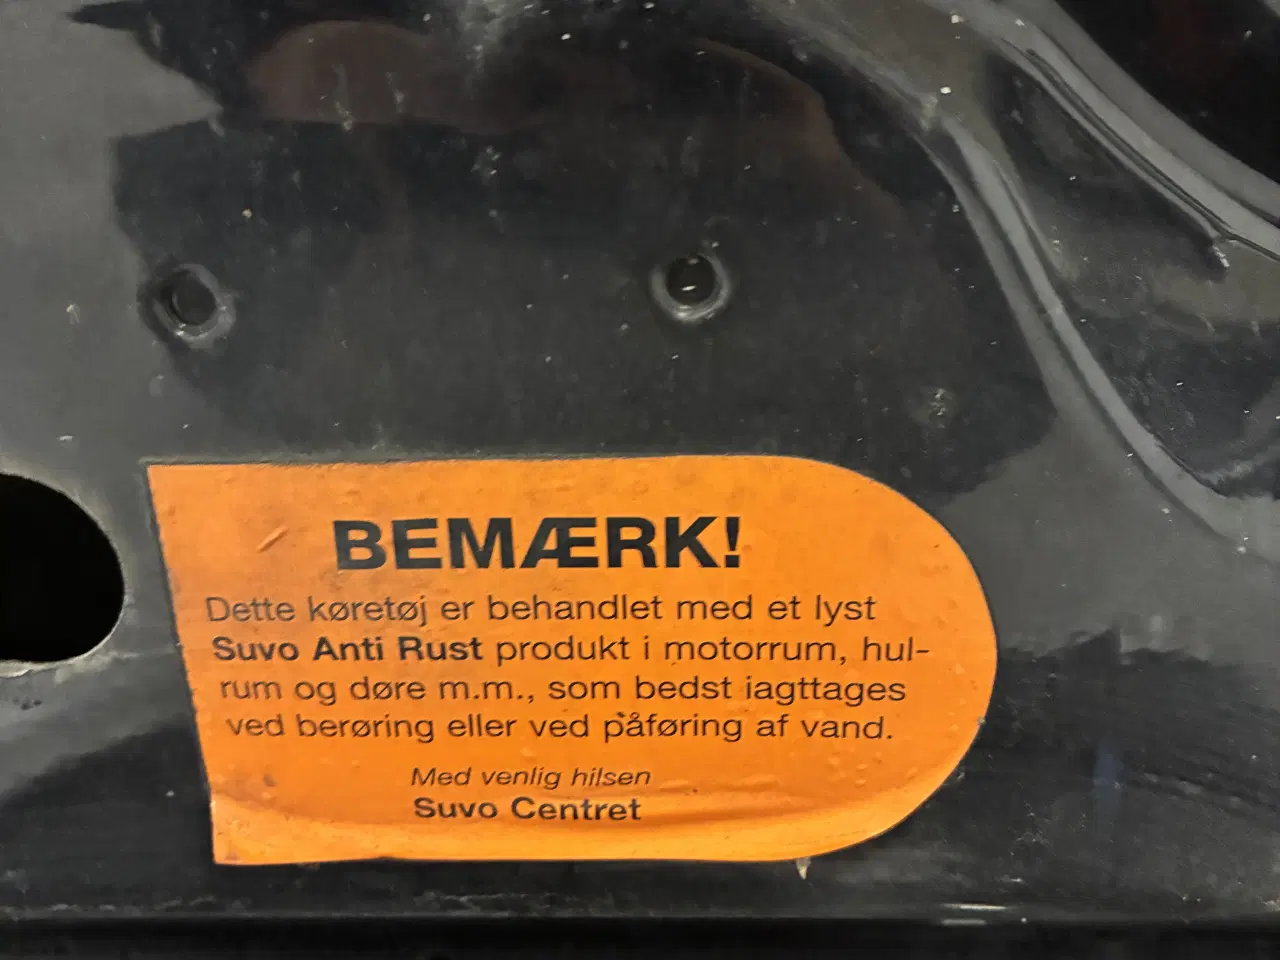 BEMÆRK!
Dette køretøj er behandlet med et lyst
Suvo Anti Rust produkt i motorrum, hul-
rum og døre m.m., som bedst iagttages
ved berøring eller ved påføring af vand.
Med venlig hilsen
Suvo Centret